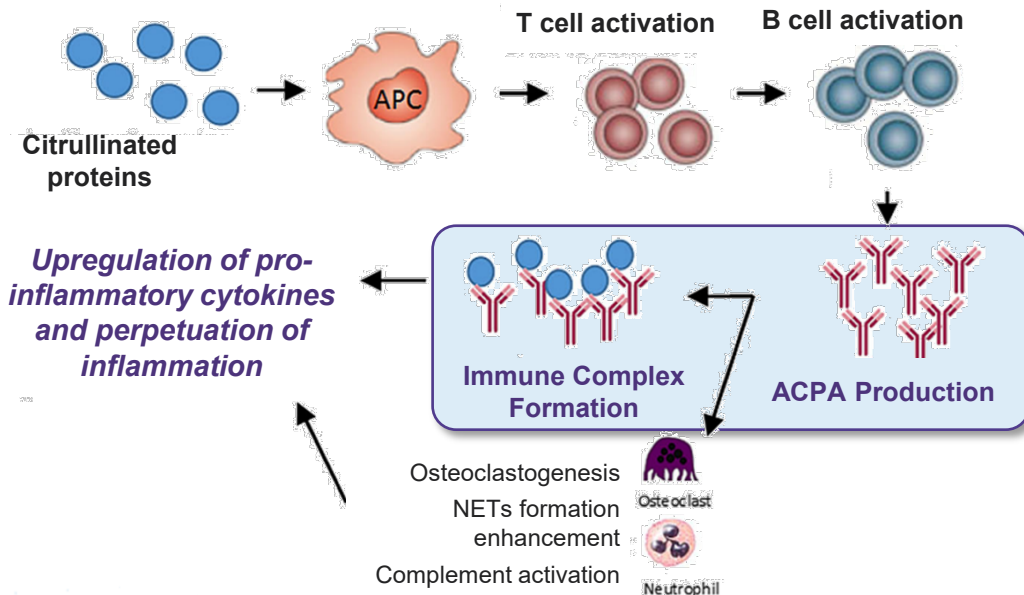 T cell activation
B cell activation
APC
Citrullinated
proteins
Upregulation of pro-
inflammatory cytokines
and perpetuation of
inflammation
Immune Complex
Formation
ACPA Production
Osteoclastogenesis
NETs formation
enhancement
Complement activation
Osteoclast
Neutrophil